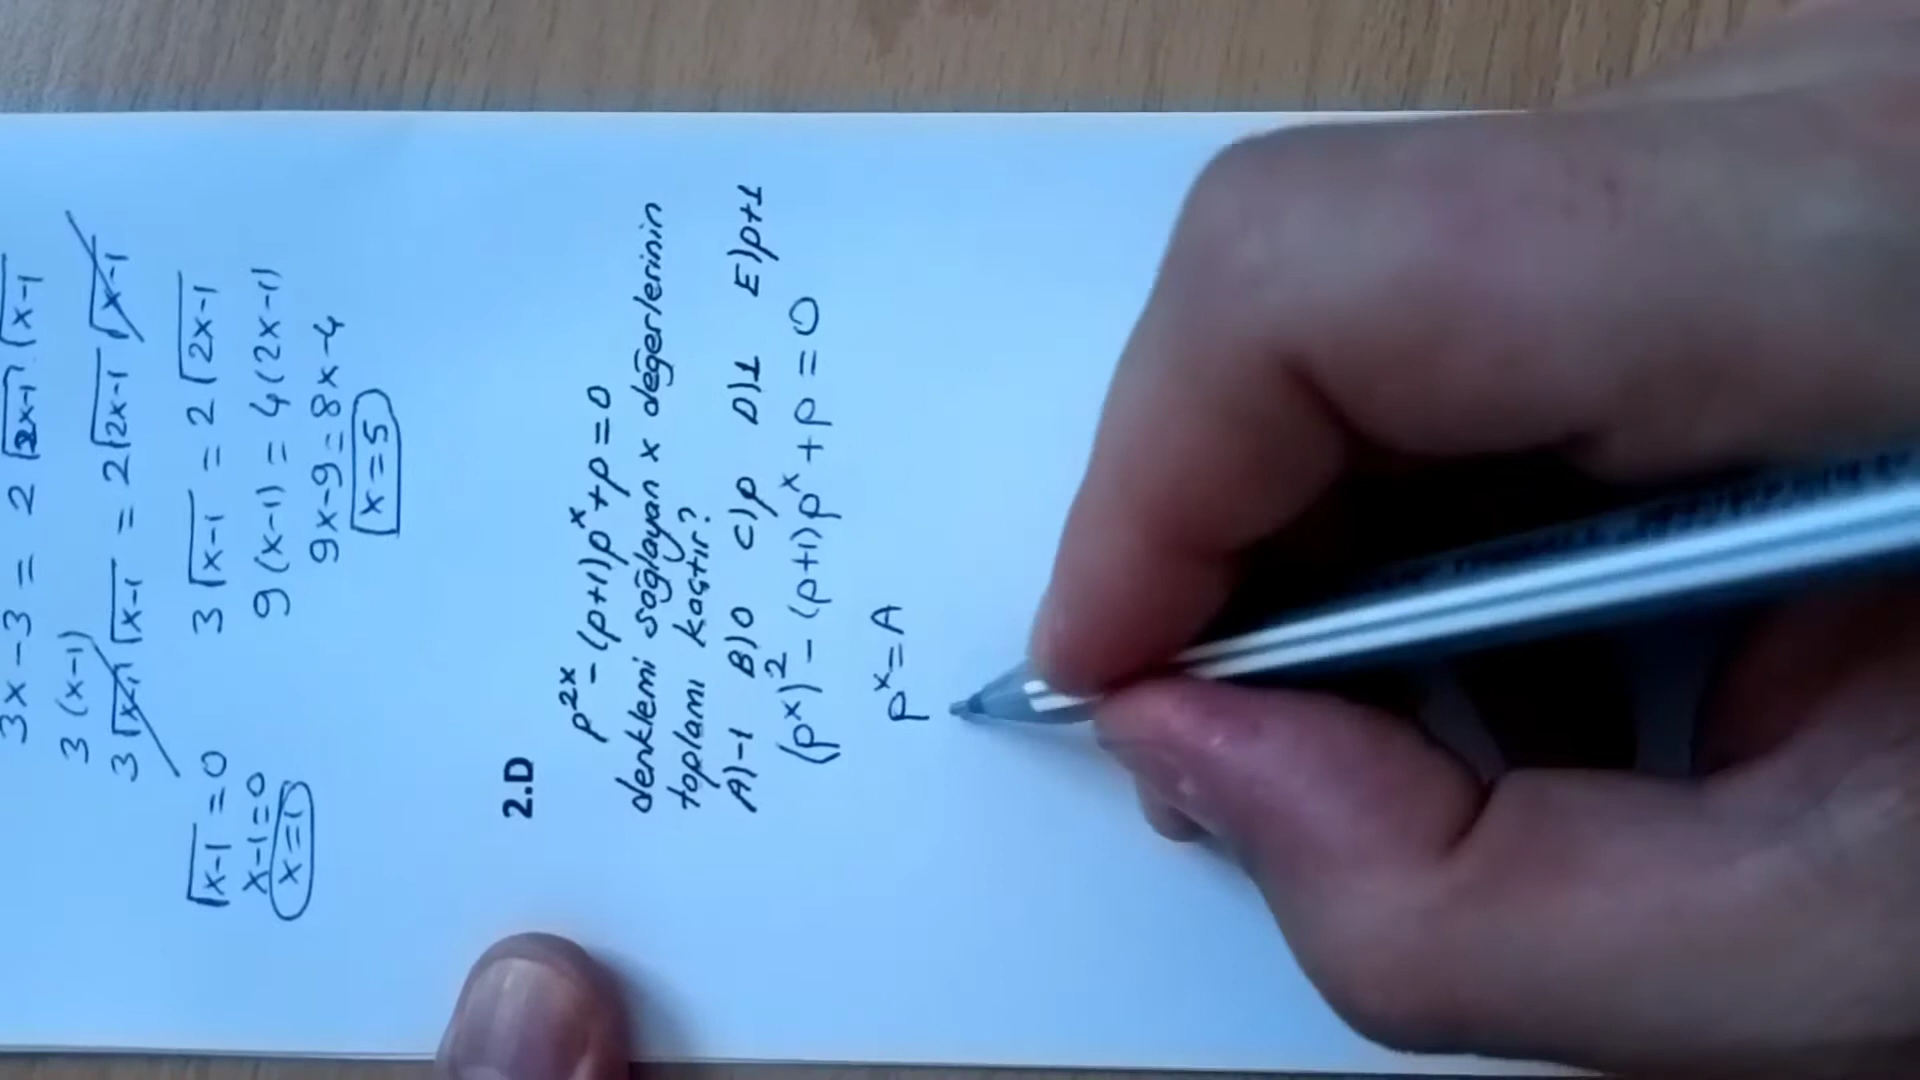 3x-3 = 2 √2x-1 · √x-1
3(x-1)
3 √x-1 √x-1 = 2 √2x-1 √x-1
√x-1 = 0
x-1=0
x=1
3 √x-1 = 2 √2x-1
9(x-1) = 4(2x-1)
9x-9=8x-4
x=5
2.D
p^2x - (p+1)p^x + p = 0
denklemi sağlayan x değerlerinin
toplamı kaçtır?
A)-1 B)0 C)p D)1 E)p+1
(p^x)^2 - (p+1)p^x + p = 0
p^x = A